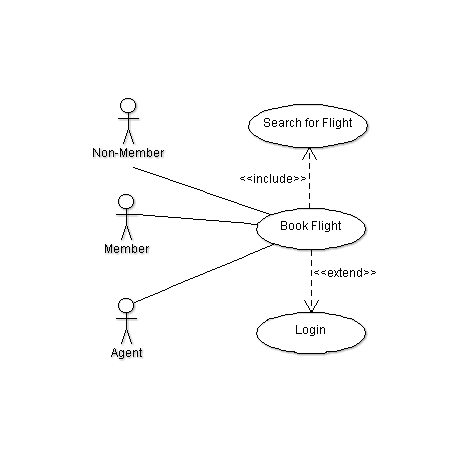 Search for Flight
Non-Member
<<include>>
Book Flight
Member
<<extend>>
Login
Agent